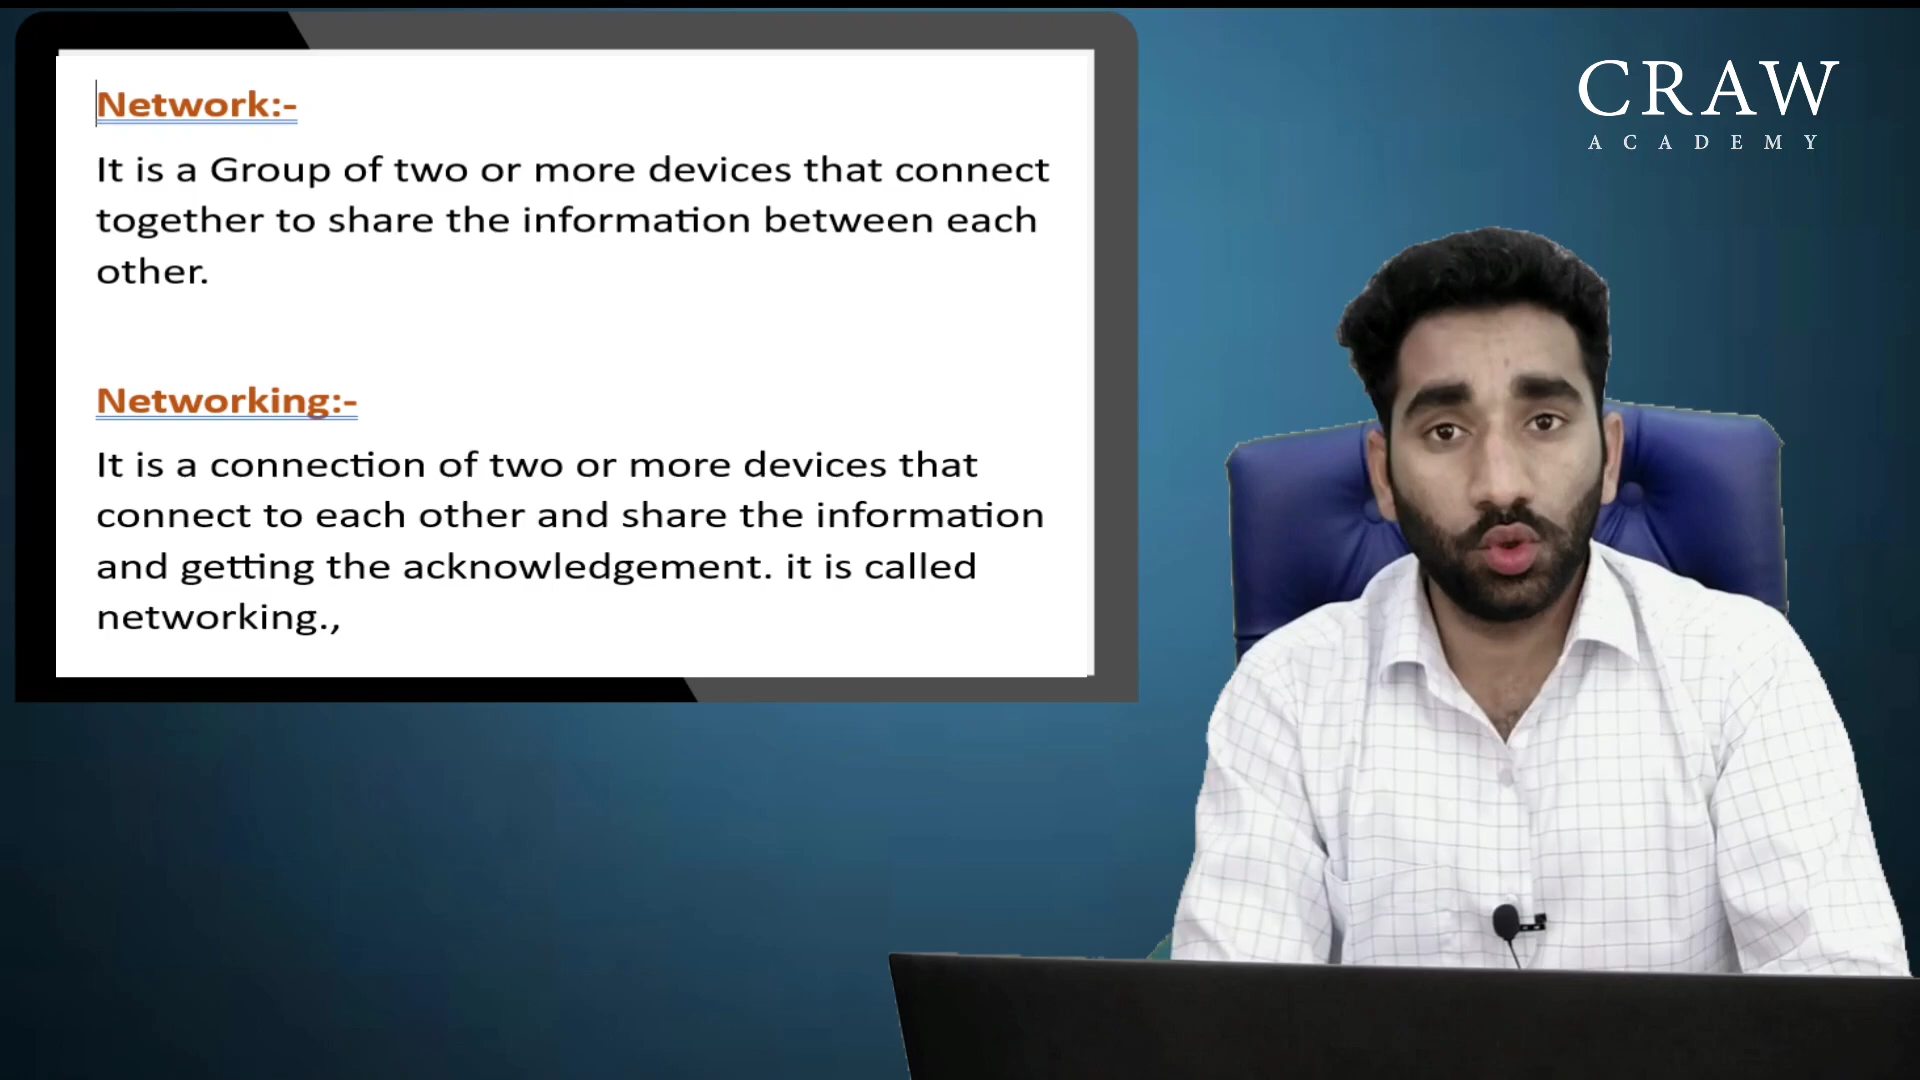 Network:-
It is a Group of two or more devices that connect
together to share the information between each
other.
Networking:-
It is a connection of two or more devices that
connect to each other and share the information
and getting the acknowledgement. it is called
networking.,
CRAW
ACADEMY